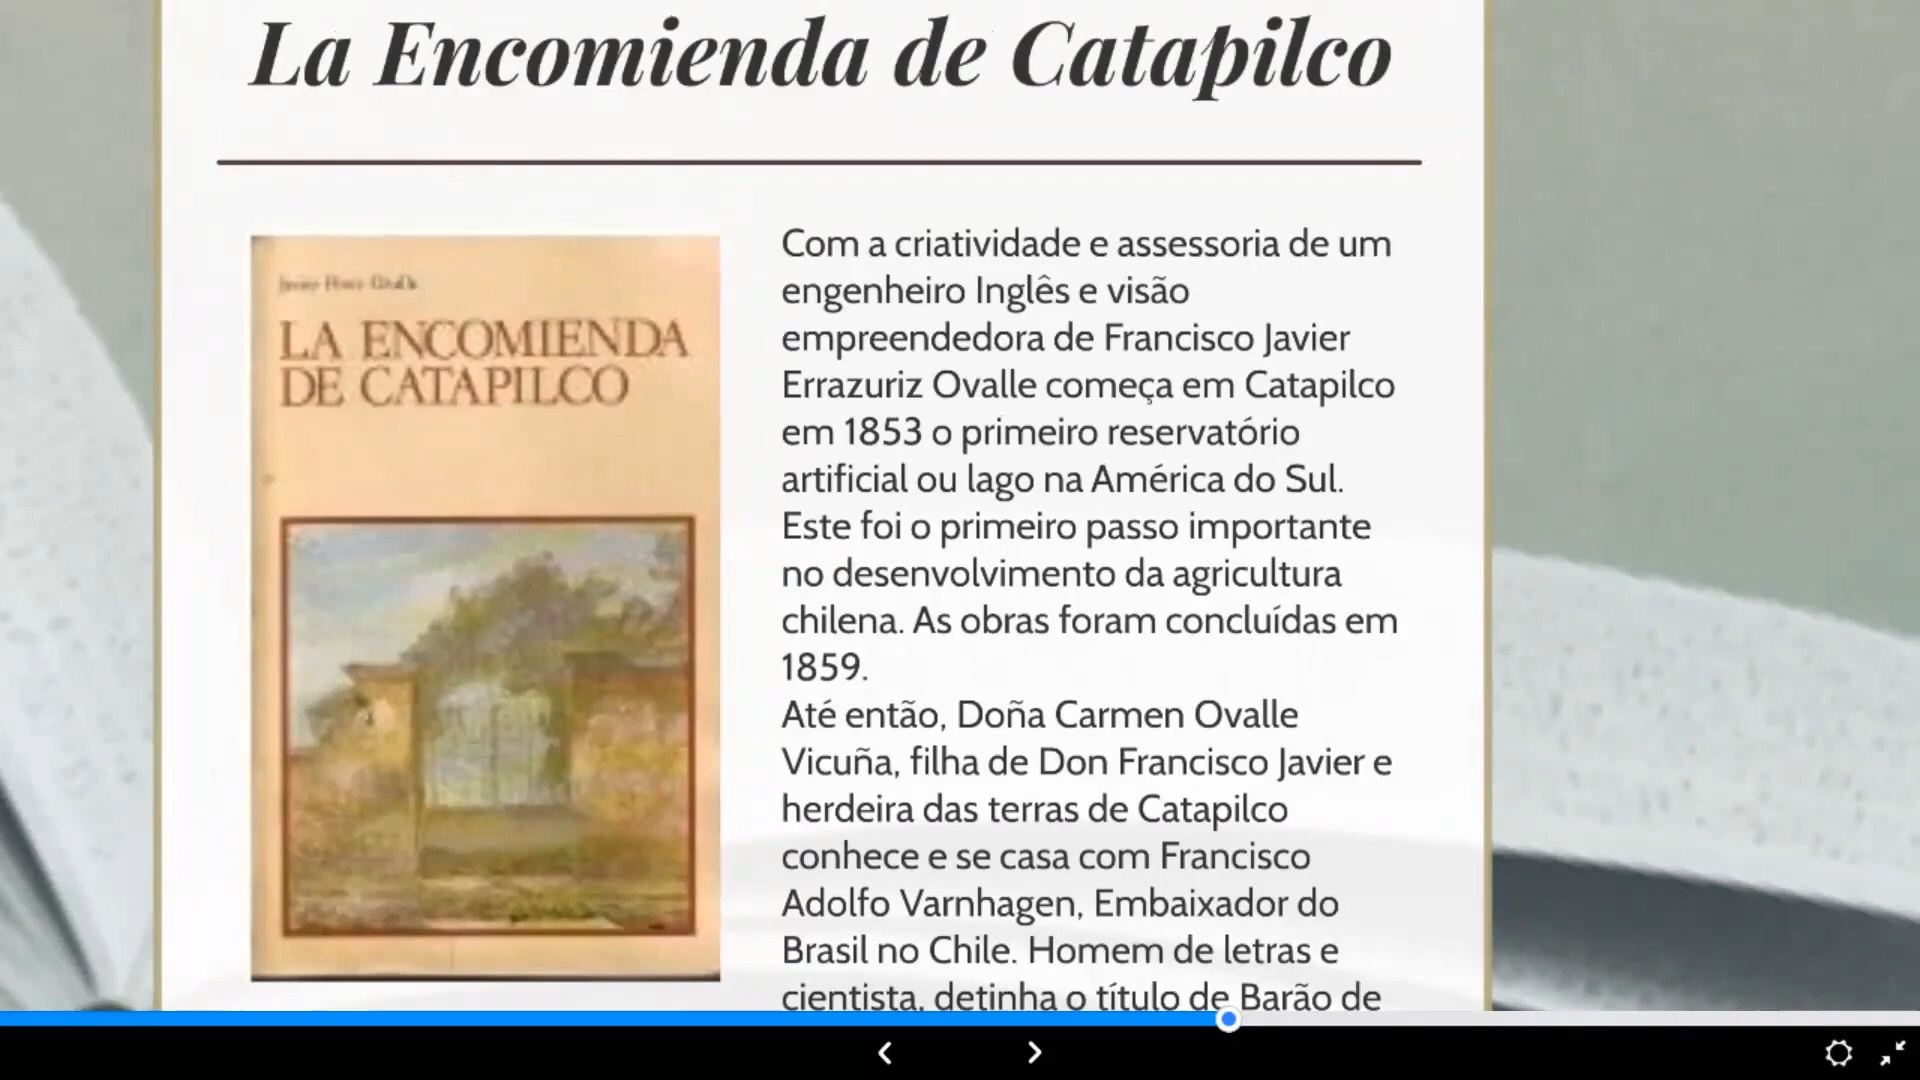 La Encomienda de Catapilco
LA ENCOMIENDA
DE CATAPILCO
Com a criatividade e assessoria de um
engenheiro Inglês e visão
empreendedora de Francisco Javier
Errazuriz Ovalle começa em Catapilco
em 1853 o primeiro reservatório
artificial ou lago na América do Sul.
Este foi o primeiro passo importante
no desenvolvimento da agricultura
chilena. As obras foram concluídas em
1859.
Até então, Doña Carmen Ovalle
Vicuña, filha de Don Francisco Javier e
herdeira das terras de Catapilco
conhece e se casa com Francisco
Adolfo Varnhagen, Embaixador do
Brasil no Chile. Homem de letras e
cientista, detinha o título de Barão de